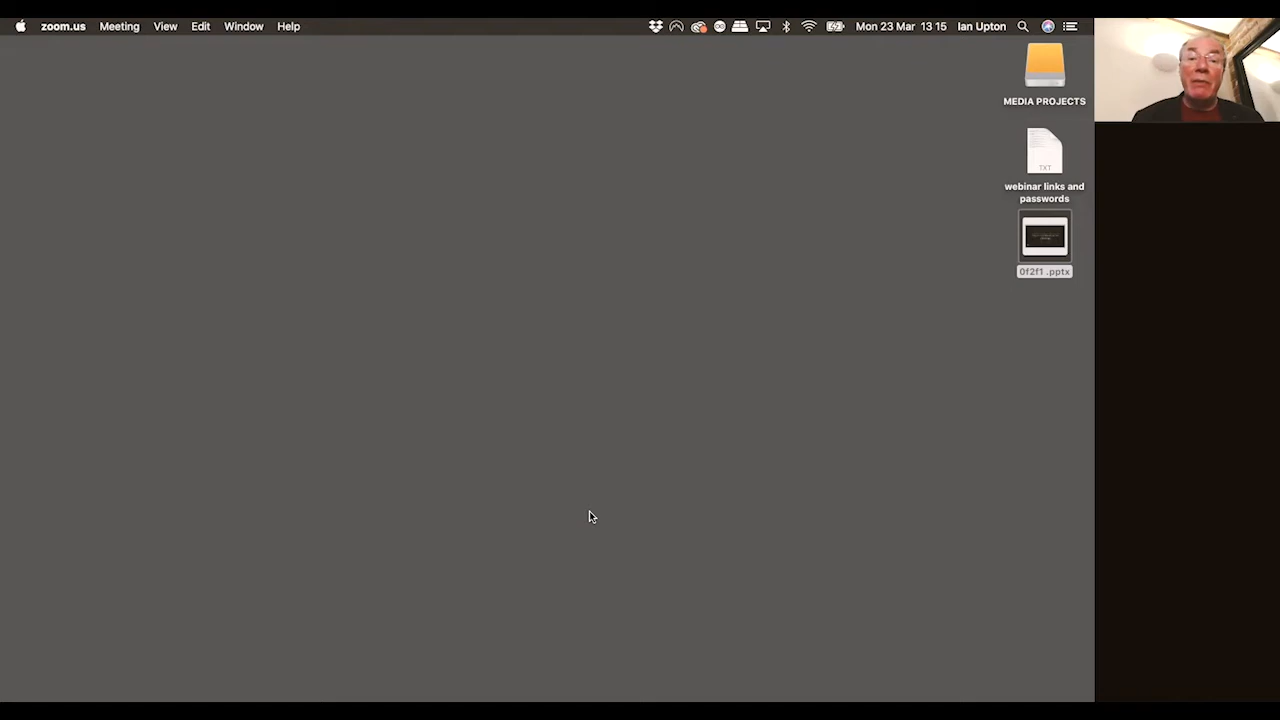 zoom.us Meeting View Edit Window Help Mon 23 Mar 13 15 Ian Upton
MEDIA PROJECTS
TXT
webinar links and
passwords
0f2f1 .pptx